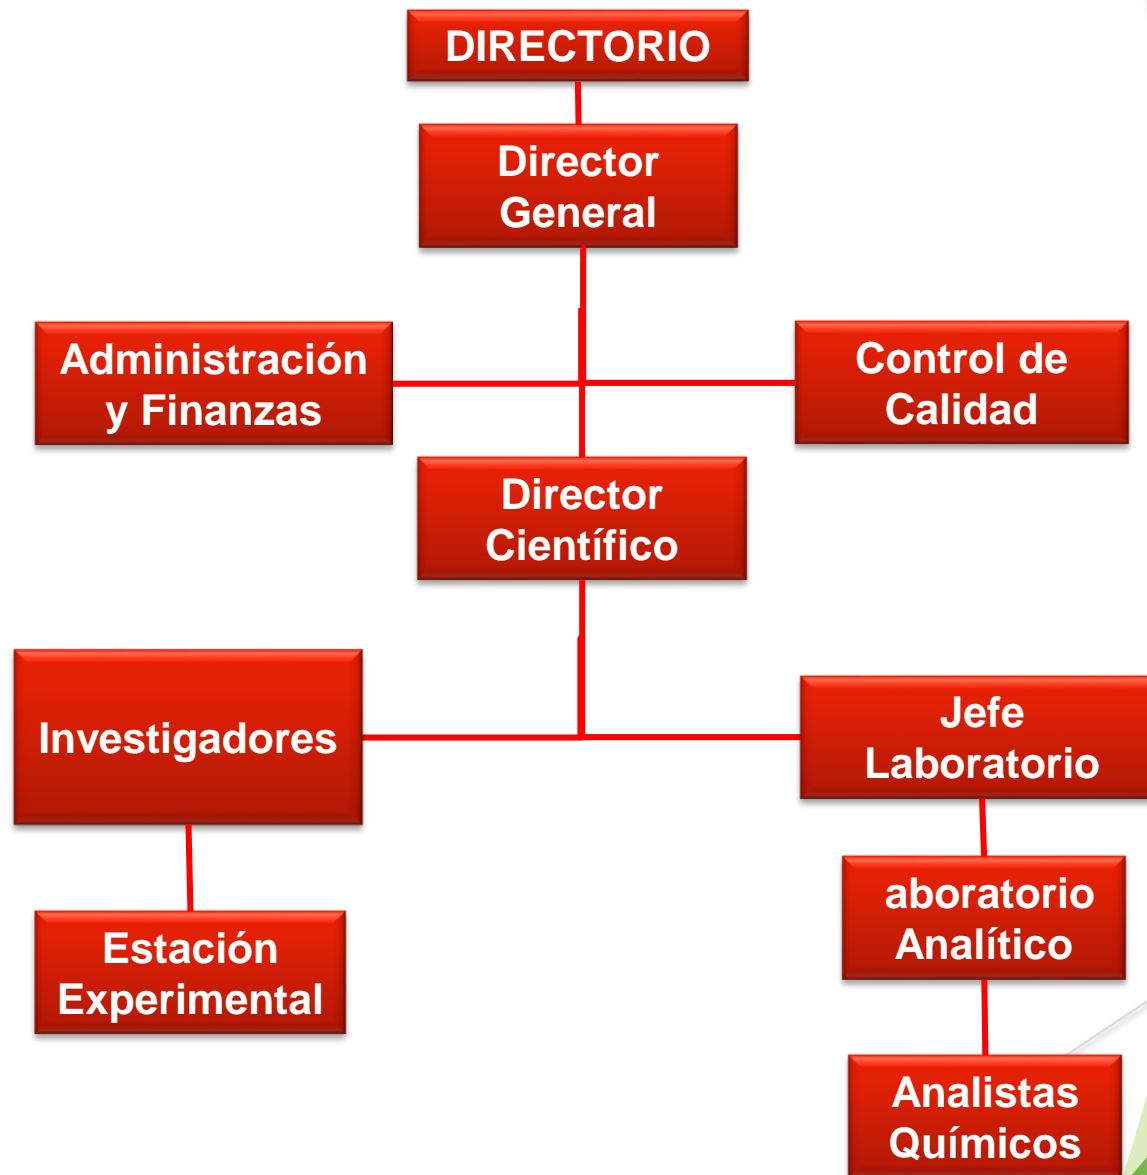 DIRECTORIO
Director
General
Administración
y Finanzas
Control de
Calidad
Director
Científico
Investigadores
Jefe
Laboratorio
aboratorio
Analítico
Estación
Experimental
Analistas
Químicos